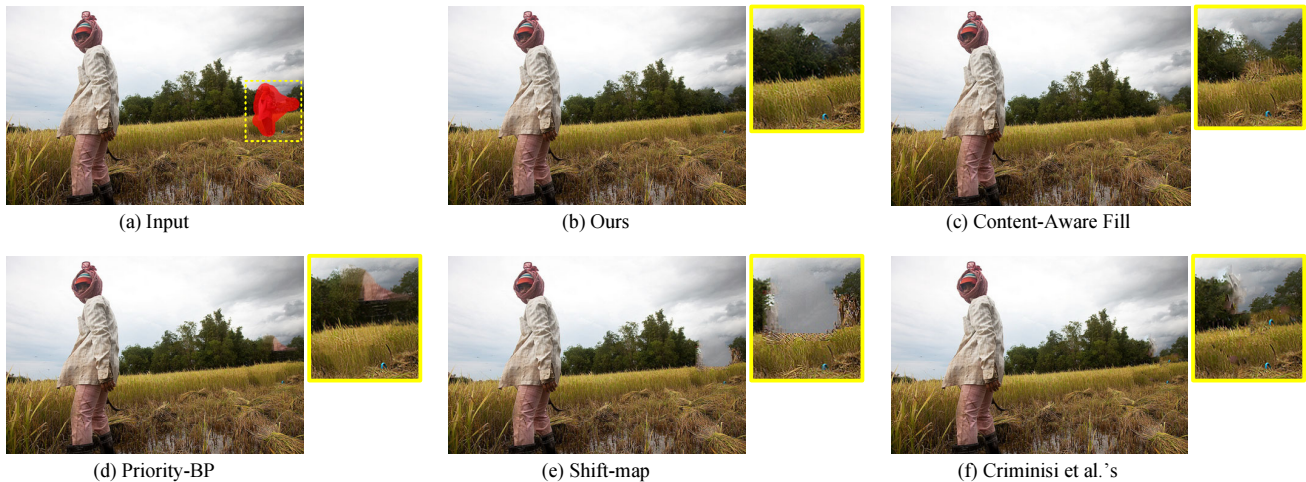 (a) Input
(b) Ours
(c) Content-Aware Fill
(d) Priority-BP
(e) Shift-map
(f) Criminisi et al.'s